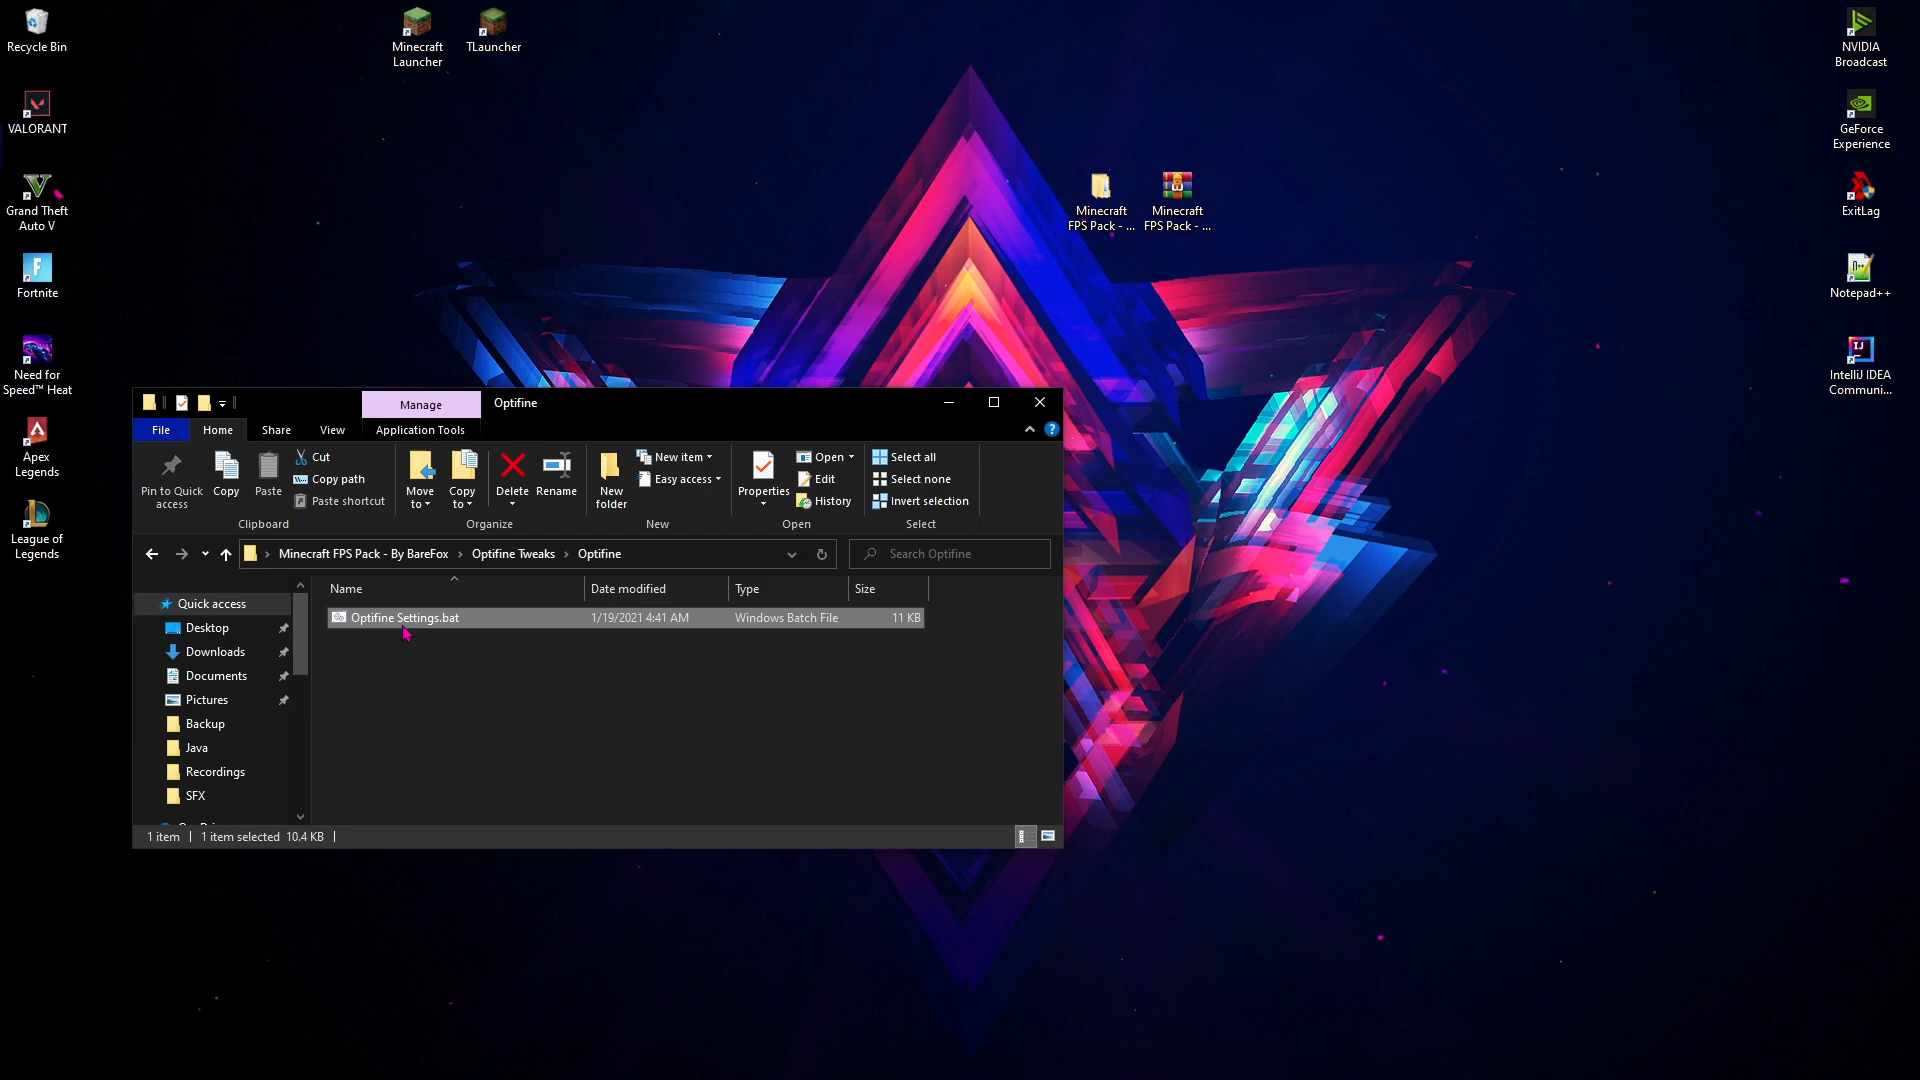 Recycle Bin
Minecraft
Launcher
TLauncher
NVIDIA
Broadcast
VALORANT
GeForce
Experience
Grand Theft
Auto V
Minecraft
FPS Pack - ...
Minecraft
FPS Pack - ...
ExitLag
Fortnite
Notepad++
Need for
Speed™ Heat
IntelliJ IDEA
Communi...
Apex
Legends
League of
Legends
Manage
Optifine
File
Home
Share
View
Application Tools
Pin to Quick
access
Copy
Paste
Cut
Copy path
Paste shortcut
Clipboard
Move
to
Copy
to
Delete
Rename
Organize
New
folder
New item
Easy access
New
Properties
Open
Edit
History
Open
Select all
Select none
Invert selection
Select
Minecraft FPS Pack - By BareFox > Optifine Tweaks > Optifine
Search Optifine
Name
Date modified
Type
Size
Optifine Settings.bat
1/19/2021 4:41 AM
Windows Batch File
11 KB
Quick access
Desktop
Downloads
Documents
Pictures
Backup
Java
Recordings
SFX
1 item
1 item selected 10.4 KB